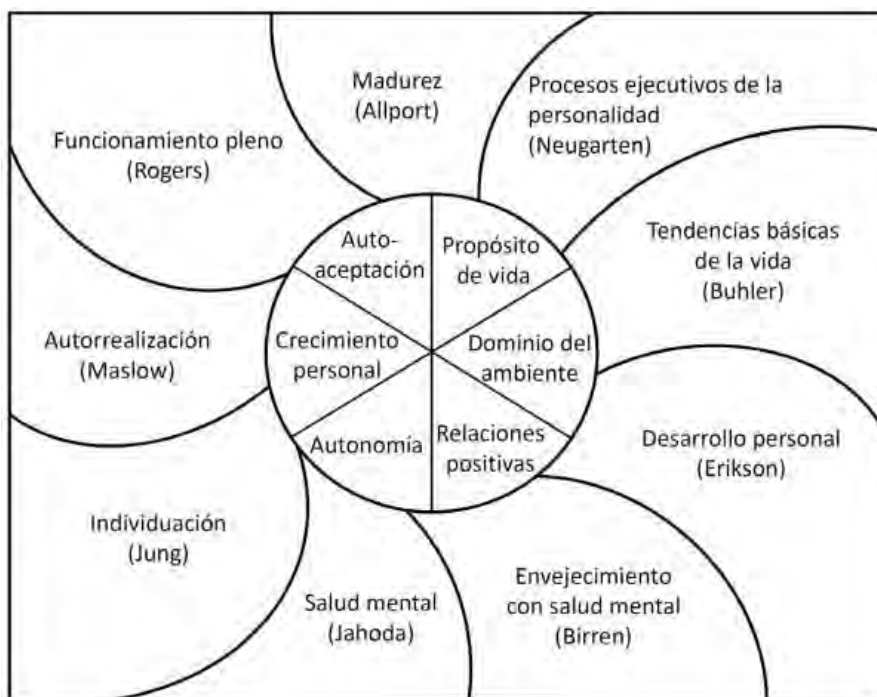 Madurez
(Allport)
Procesos ejecutivos de la
personalidad
(Neugarten)
Funcionamiento pleno
(Rogers)
Tendencias básicas
de la vida
(Buhler)
Auto-
aceptación
Propósito
de vida
Autorrealización
(Maslow)
Crecimiento
personal
Dominio del
ambiente
Autonomía
Relaciones
positivas
Desarrollo personal
(Erikson)
Individuación
(Jung)
Salud mental
(Jahoda)
Envejecimiento
con salud mental
(Birren)